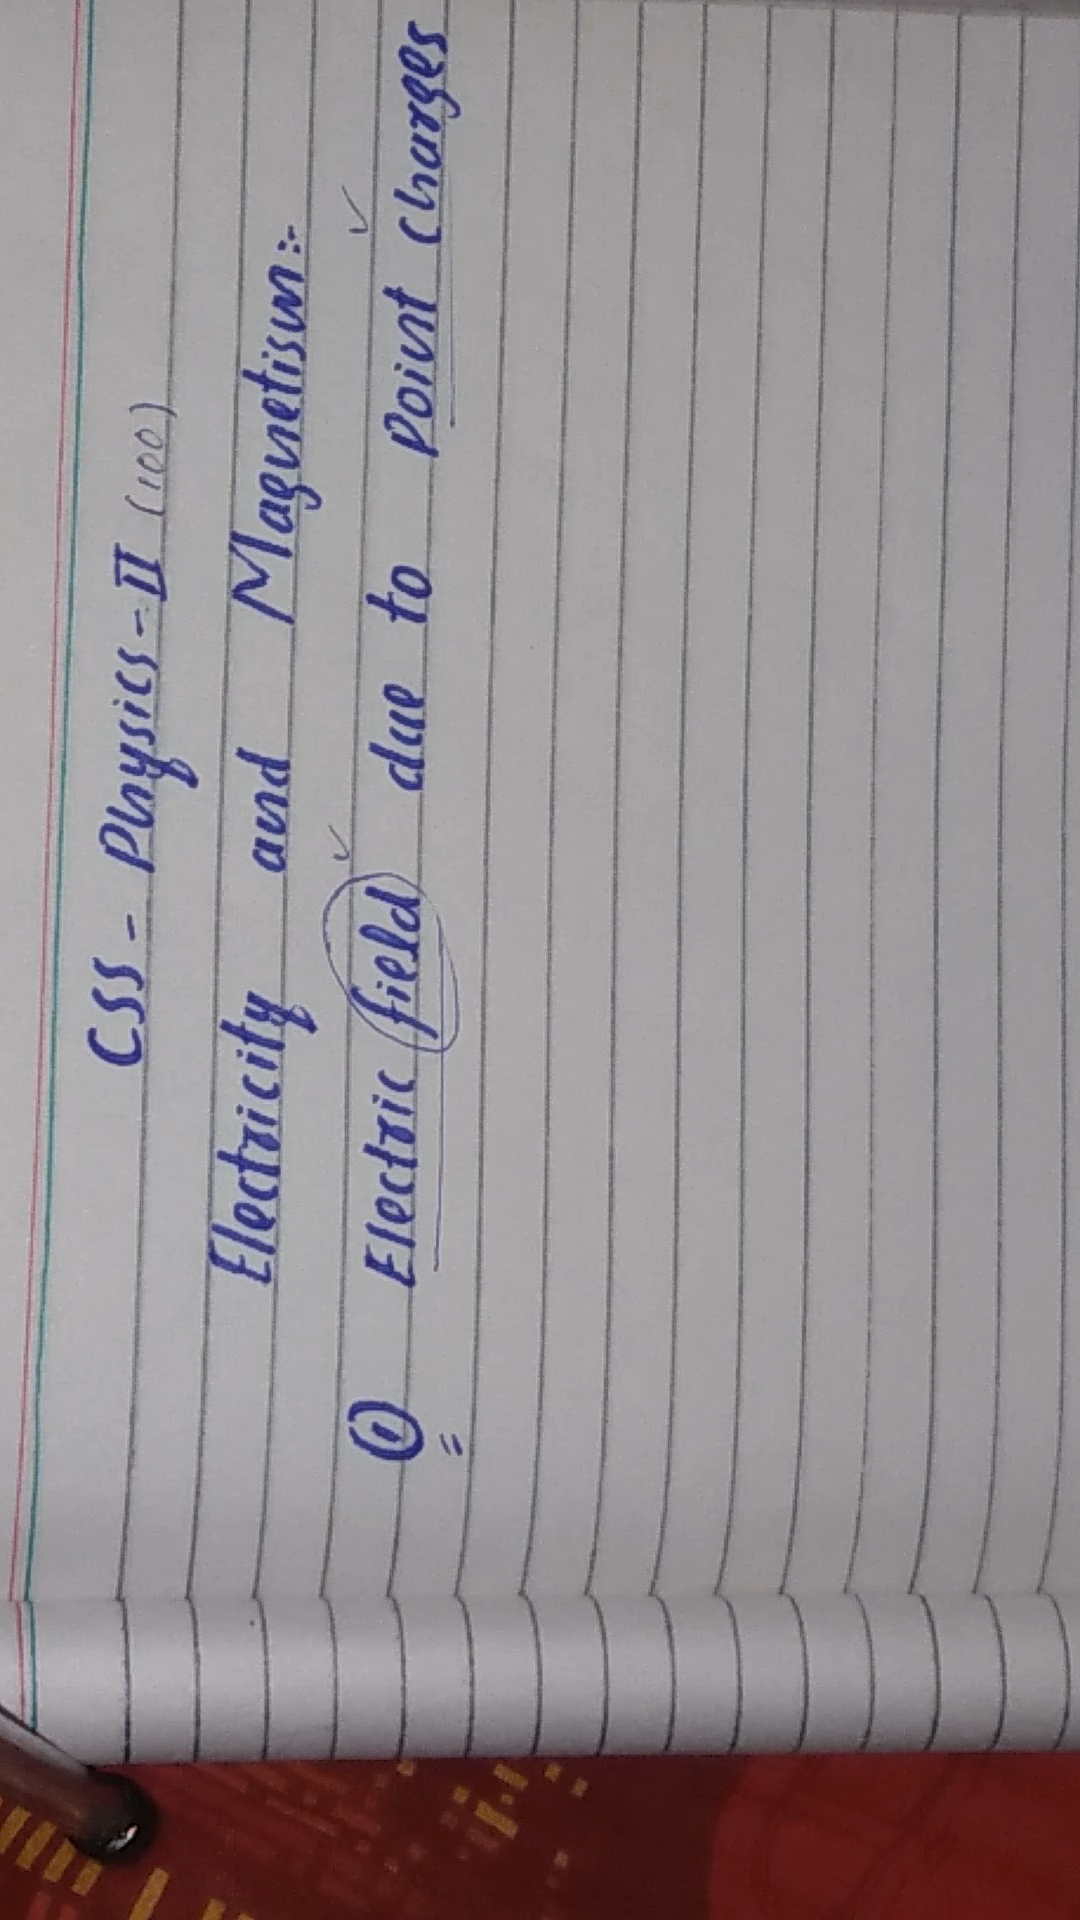 CSS - Physics - II (100)
Electricity and Magnetism:-
① Electric field due to Point Charges